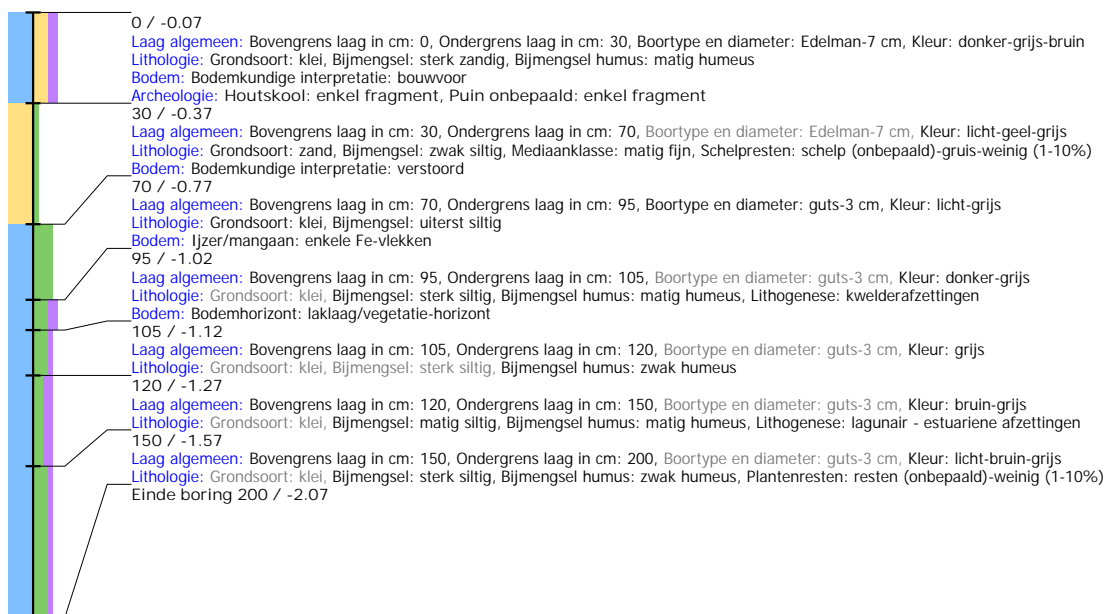 0 / -0.07
Laag algemeen: Bovengrens laag in cm: 0, Ondergrens laag in cm: 30, Boortype en diameter: Edelman-7 cm, Kleur: donker-grijs-bruin
Lithologie: Grondsoort: klei, Bijmengsel: sterk zandig, Bijmengsel humus: matig humeus
Bodem: Bodemkundige interpretatie: bouwvoor
Archeologie: Houtskool: enkel fragment, Puin onbepaald: enkel fragment
30 / -0.37
Laag algemeen: Bovengrens laag in cm: 30, Ondergrens laag in cm: 70, Boortype en diameter: Edelman-7 cm, Kleur: licht-geel-grijs
Lithologie: Grondsoort: zand, Bijmengsel: zwak siltig, Mediaanklasse: matig fijn, Schelpresten: schelp (onbepaald)-gruis-weinig (1-10%)
Bodem: Bodemkundige interpretatie: verstoord
70 / -0.77
Laag algemeen: Bovengrens laag in cm: 70, Ondergrens laag in cm: 95, Boortype en diameter: guts-3 cm, Kleur: licht-grijs
Lithologie: Grondsoort: klei, Bijmengsel: uiterst siltig
Bodem: Ijzer/mangaan: enkele Fe-vlekken
95 / -1.02
Laag algemeen: Bovengrens laag in cm: 95, Ondergrens laag in cm: 105, Boortype en diameter: guts-3 cm, Kleur: donker-grijs
Lithologie: Grondsoort: klei, Bijmengsel: sterk siltig, Bijmengsel humus: matig humeus, Lithogenese: kwelderafzettingen
Bodem: Bodemhorizont: laklaag/vegetatie-horizont
105 / -1.12
Laag algemeen: Bovengrens laag in cm: 105, Ondergrens laag in cm: 120, Boortype en diameter: guts-3 cm, Kleur: grijs
Lithologie: Grondsoort: klei, Bijmengsel: sterk siltig, Bijmengsel humus: zwak humeus
120 / -1.27
Laag algemeen: Bovengrens laag in cm: 120, Ondergrens laag in cm: 150, Boortype en diameter: guts-3 cm, Kleur: bruin-grijs
Lithologie: Grondsoort: klei, Bijmengsel: matig siltig, Bijmengsel humus: matig humeus, Lithogenese: lagunair - estuariene afzettingen
150 / -1.57
Laag algemeen: Bovengrens laag in cm: 150, Ondergrens laag in cm: 200, Boortype en diameter: guts-3 cm, Kleur: licht-bruin-grijs
Lithologie: Grondsoort: klei, Bijmengsel: sterk siltig, Bijmengsel humus: zwak humeus, Plantenresten: resten (onbepaald)-weinig (1-10%)
Einde boring 200 / -2.07